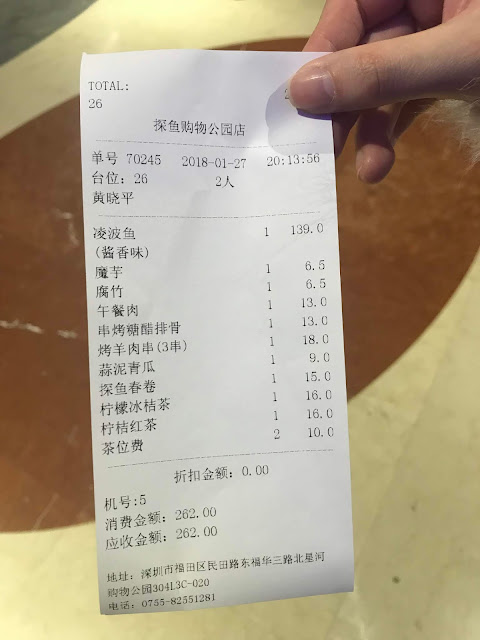 TOTAL:
26
探鱼购物公园店
单号 70245 2018-01-27 20:13:56
台位: 26 2人
黄晓平
凌波鱼 1 139.0
(酱香味)
魔芋 1 6.5
腐竹 1 6.5
午餐肉 1 13.0
串烤糖醋排骨 1 13.0
烤羊肉串(3串) 1 18.0
蒜泥青瓜 1 9.0
探鱼春卷 1 15.0
柠檬冰桔茶 1 16.0
柠桔红茶 1 16.0
茶位费 2 10.0
折扣金额: 0.00
机号:5
消费金额: 262.00
应收金额: 262.00
地址: 深圳市福田区民田路东福华三路北星河
购物公园304L3C-020
电话: 0755-82551281